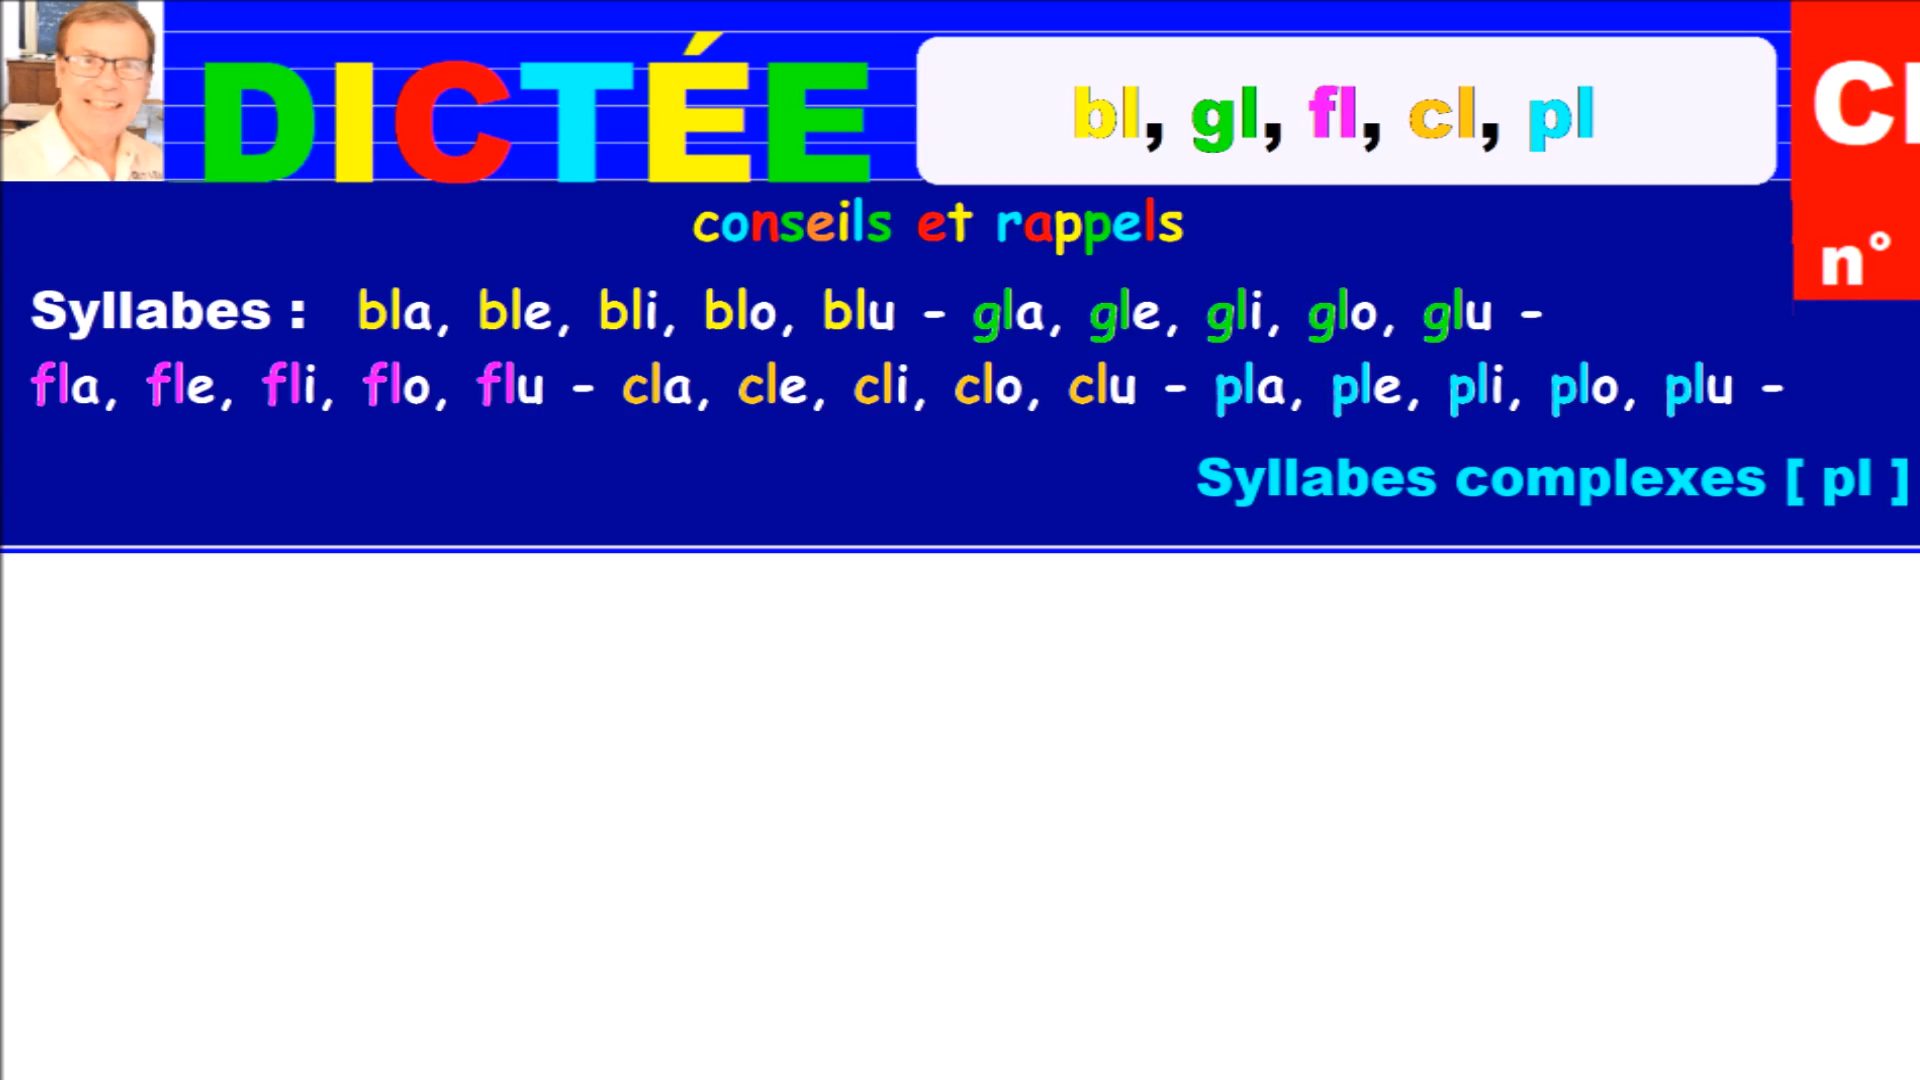 DICTÉE
bl, gl, fl, cl, pl
conseils et rappels
n°
Syllabes : bla, ble, bli, blo, blu - gla, gle, gli, glo, glu -
fla, fle, fli, flo, flu - cla, cle, cli, clo, clu - pla, ple, pli, plo, plu -
Syllabes complexes [ pl ]